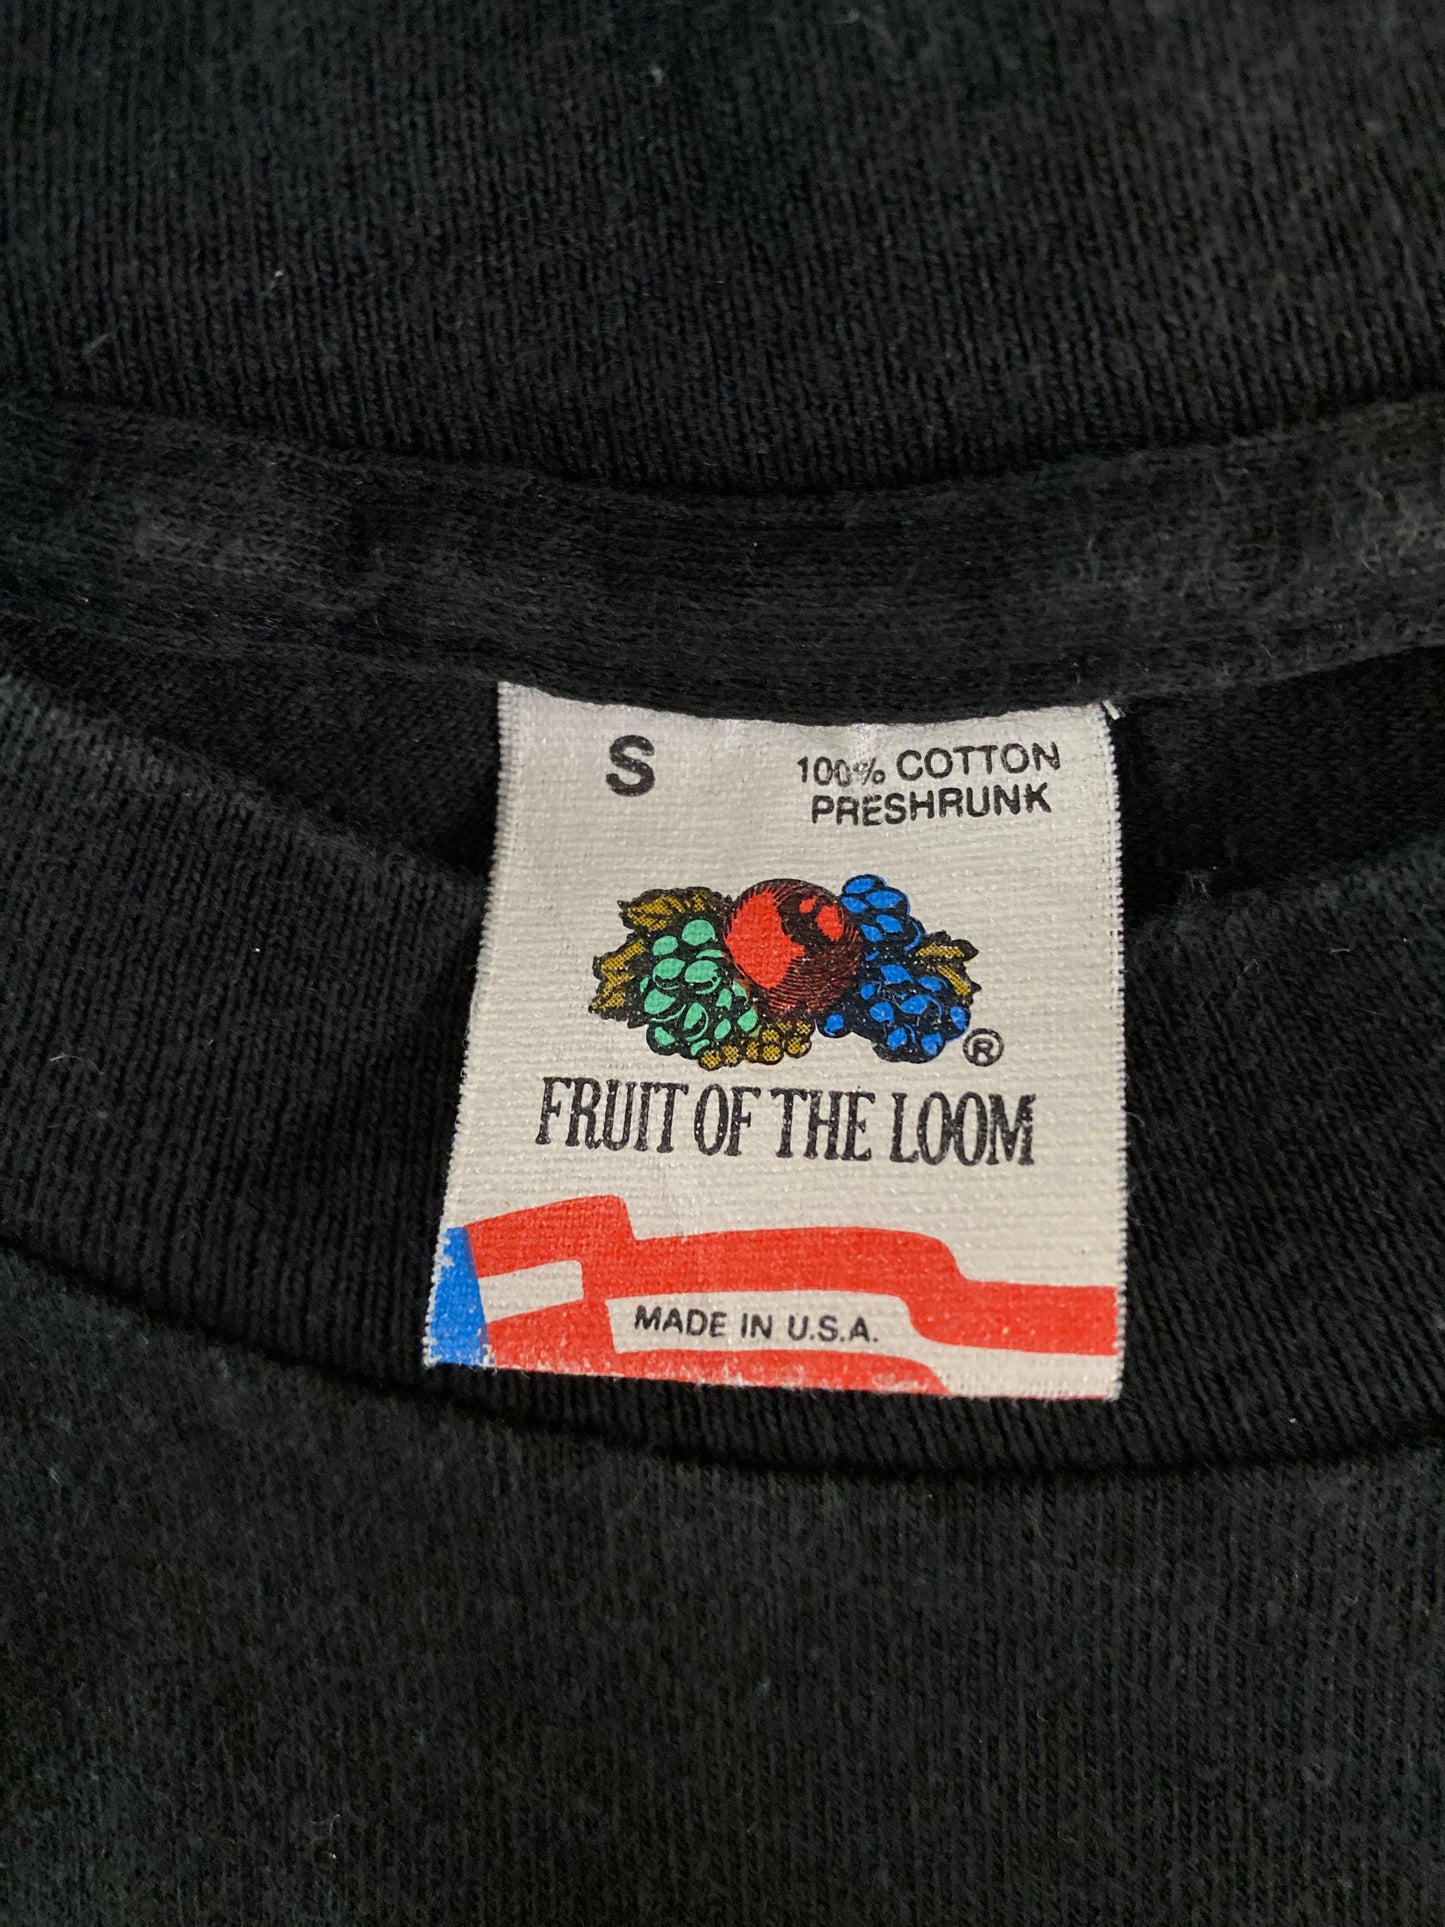 S
100% COTTON
PRESHRUNK
®
FRUIT OF THE LOOM
MADE IN U.S.A.